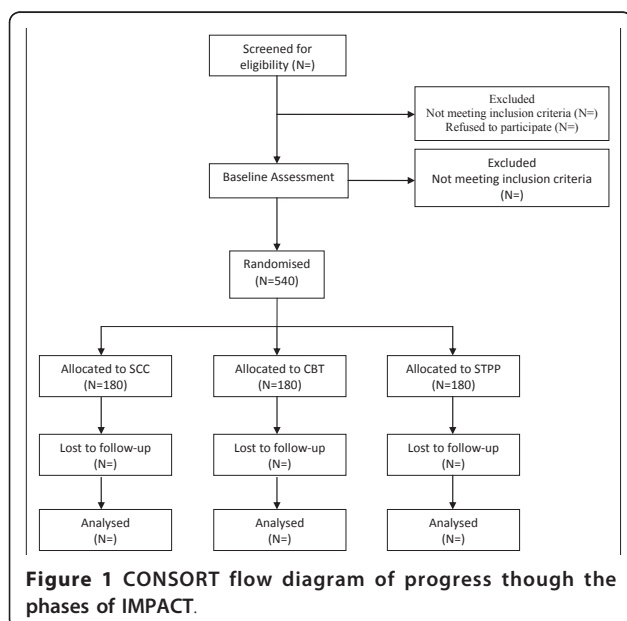 Screened for
eligibility (N=)
Excluded
Not meeting inclusion criteria (N=)
Refused to participate (N=)
Baseline Assessment
Excluded
Not meeting inclusion criteria
(N=)
Randomised
(N=540)
Allocated to SCC
(N=180)
Allocated to CBT
(N=180)
Allocated to STPP
(N=180)
Lost to follow-up
(N=)
Lost to follow-up
(N=)
Lost to follow-up
(N=)
Analysed
(N=)
Analysed
(N=)
Analysed
(N=)
Figure 1 CONSORT flow diagram of progress though the
phases of IMPACT.